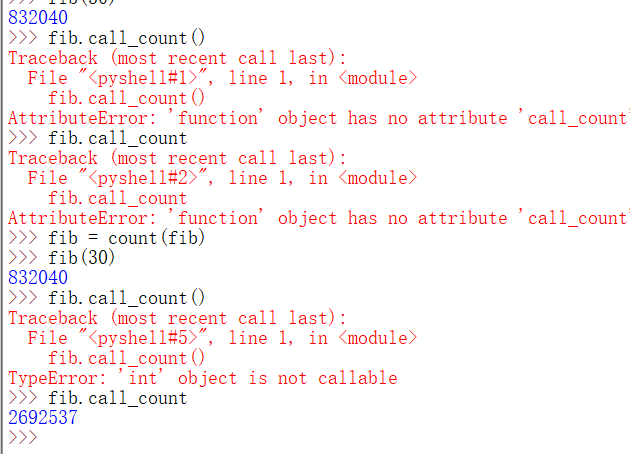 >>> fib(30)
832040
>>> fib.call_count()
Traceback (most recent call last):
  File "<pyshell#1>", line 1, in <module>
    fib.call_count()
AttributeError: 'function' object has no attribute 'call_count'
>>> fib.call_count
Traceback (most recent call last):
  File "<pyshell#2>", line 1, in <module>
    fib.call_count
AttributeError: 'function' object has no attribute 'call_count'
>>> fib = count(fib)
>>> fib(30)
832040
>>> fib.call_count()
Traceback (most recent call last):
  File "<pyshell#5>", line 1, in <module>
    fib.call_count()
TypeError: 'int' object is not callable
>>> fib.call_count
2692537
>>>